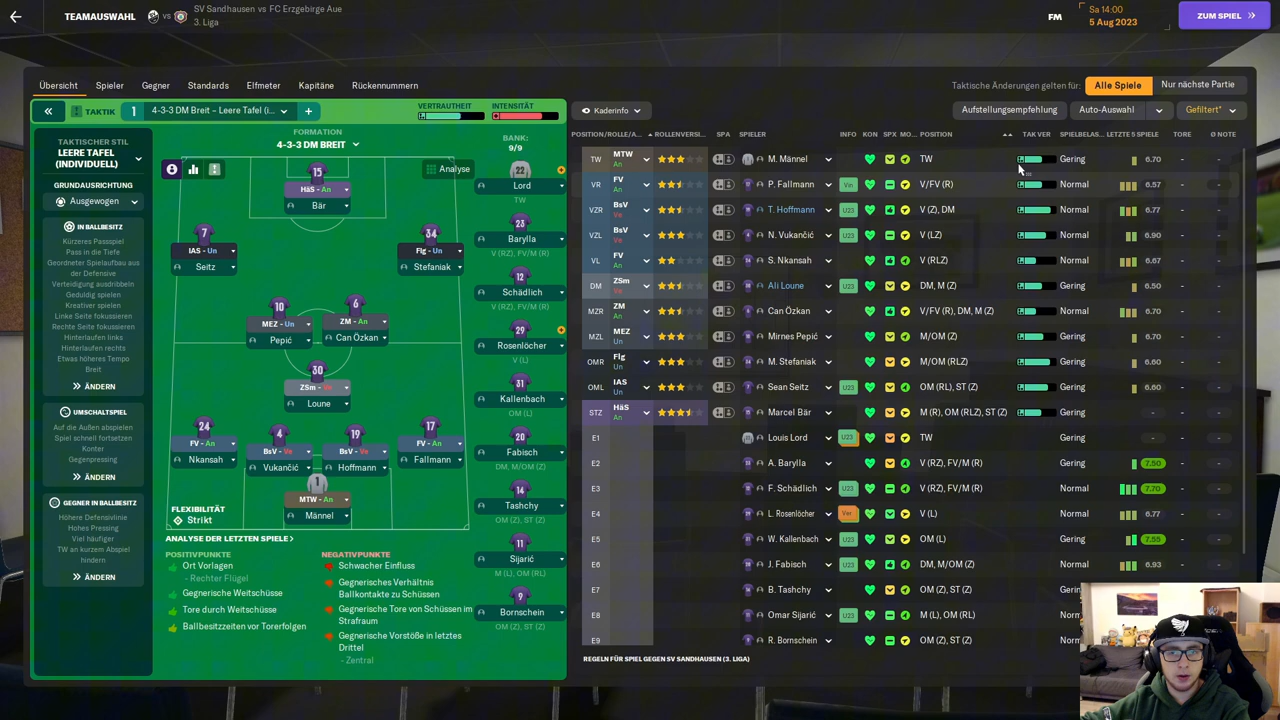 TEAMAUSWAHL
VS
SV Sandhausen vs FC Erzgebirge Aue
3. Liga
FM
Sa 14:00
5 Aug 2023
ZUM SPIEL
Übersicht
Spieler
Gegner
Standards
Elfmeter
Kapitäne
Rückennummern
Taktische Änderungen gelten für:
Alle Spiele
Nur nächste Partie
TAKTIK
1
4-3-3 DM Breit – Leere Tafel (i...
+
VERTRAUTHEIT
INTENSITÄT
TAKTISCHER STIL
LEERE TAFEL (INDIVIDUELL)
GRUNDAUSRICHTUNG
Ausgewogen
IN BALLBESITZ
Kürzeres Passspiel
Pass in die Tiefe
Geordneter Spielaufbau aus
der Defensive
Verteidigung ausdribbeln
Geduldig spielen
Kreativer spielen
Linke Seite fokussieren
Rechte Seite fokussieren
Hinterlaufen links
Hinterlaufen rechts
Etwas höheres Tempo
Breit
ÄNDERN
UMSCHALTSPIEL
Auf die Außen abspielen
Spiel schnell fortsetzen
Konter
Gegenpressing
ÄNDERN
GEGNER IN BALLBESITZ
Höhere Defensivlinie
Hohes Pressing
Viel häufiger
TW an kurzem Abspiel
hindern
ÄNDERN
FORMATION
4-3-3 DM BREIT
Analyse
15
HäS - An
Bär
7
IAS - Un
Seitz
34
Flg - Un
Stefaniak
10
MEZ - Un
Pepić
6
ZM - An
Can Özkan
30
ZSm - Ve
Loune
24
FV - An
Nkansah
4
BsV - Ve
Vukančić
19
BsV - Ve
Hoffmann
17
FV - An
Fallmann
1
MTW - An
Männel
FLEXIBILITÄT
Strikt
BANK:
9/9
22
Lord
TW
23
Barylla
V (RZ), FV/M (R)
12
Schädlich
V (RZ), FV/M (R)
29
Rosenlöcher
V (L)
31
Kallenbach
OM (L)
20
Fabisch
DM, M/OM (Z)
14
Tashchy
OM (Z), ST (Z)
11
Sijarić
M (L), OM (RL)
9
Bornschein
OM (Z), ST (Z)
ANALYSE DER LETZTEN SPIELE
POSITIVPUNKTE
Ort Vorlagen
- Rechter Flügel
Gegnerische Weitschüsse
Tore durch Weitschüsse
Ballbesitzzeiten vor Torerfolgen
NEGATIVPUNKTE
Schwacher Einfluss
Gegnerisches Verhältnis
Ballkontakte zu Schüssen
Gegnerische Tore von Schüssen im
Strafraum
Gegnerische Vorstöße in letztes
Drittel
- Zentral
Kaderinfo
Aufstellungsempfehlung
Auto-Auswahl
Gefiltert*
POSITION/ROLLE/A... ROLLENVERSI... SPA SPIELER INFO KON SPX MO... POSITION TAK VER SPIELBELAS... LETZTE 5 SPIELE TORE Ø NOTE
TW MTW An M. Männel TW Gering 6.70 - -
VR FV An P. Fallmann Vin V/FV (R) Normal 6.57 - -
VZR BsV Ve T. Hoffmann U23 V (Z), DM Normal 6.77 - -
VZL BsV Ve N. Vukančić U23 V (LZ) Normal 6.90 - -
VL FV An S. Nkansah V (RLZ) Normal 6.67 - -
DM ZSm Ve Ali Loune U23 DM, M (Z) Gering 6.50 - -
MZR ZM An Can Özkan V/FV (R), DM, M (Z) Normal 6.70 - -
MZL MEZ Un Mirnes Pepić M/OM (Z) Normal 6.70 - -
OMR Flg Un M. Stefaniak M/OM (RLZ) Gering 6.60 - -
OML IAS Un Sean Seitz U23 OM (RL), ST (Z) Gering 6.60 - -
STZ HäS An Marcel Bär M (R), OM (RLZ), ST (Z) Gering - - -
E1 Louis Lord U23 TW Gering - - -
E2 A. Barylla V (RZ), FV/M (R) Gering 7.50 - -
E3 F. Schädlich U23 V (RZ), FV/M (R) Normal 7.70 - -
E4 L. Rosenlöcher Ver V (L) Normal 6.77 - -
E5 W. Kallenbach U23 OM (L) Normal 7.55 - -
E6 J. Fabisch U23 DM, M/OM (Z) Normal 6.93 - -
E7 B. Tashchy OM (Z), ST (Z)
E8 Omar Sijarić U23 M (L), OM (RL)
E9 R. Bornschein OM (Z), ST (Z)
REGELN FÜR SPIEL GEGEN SV SANDHAUSEN (3. LIGA)